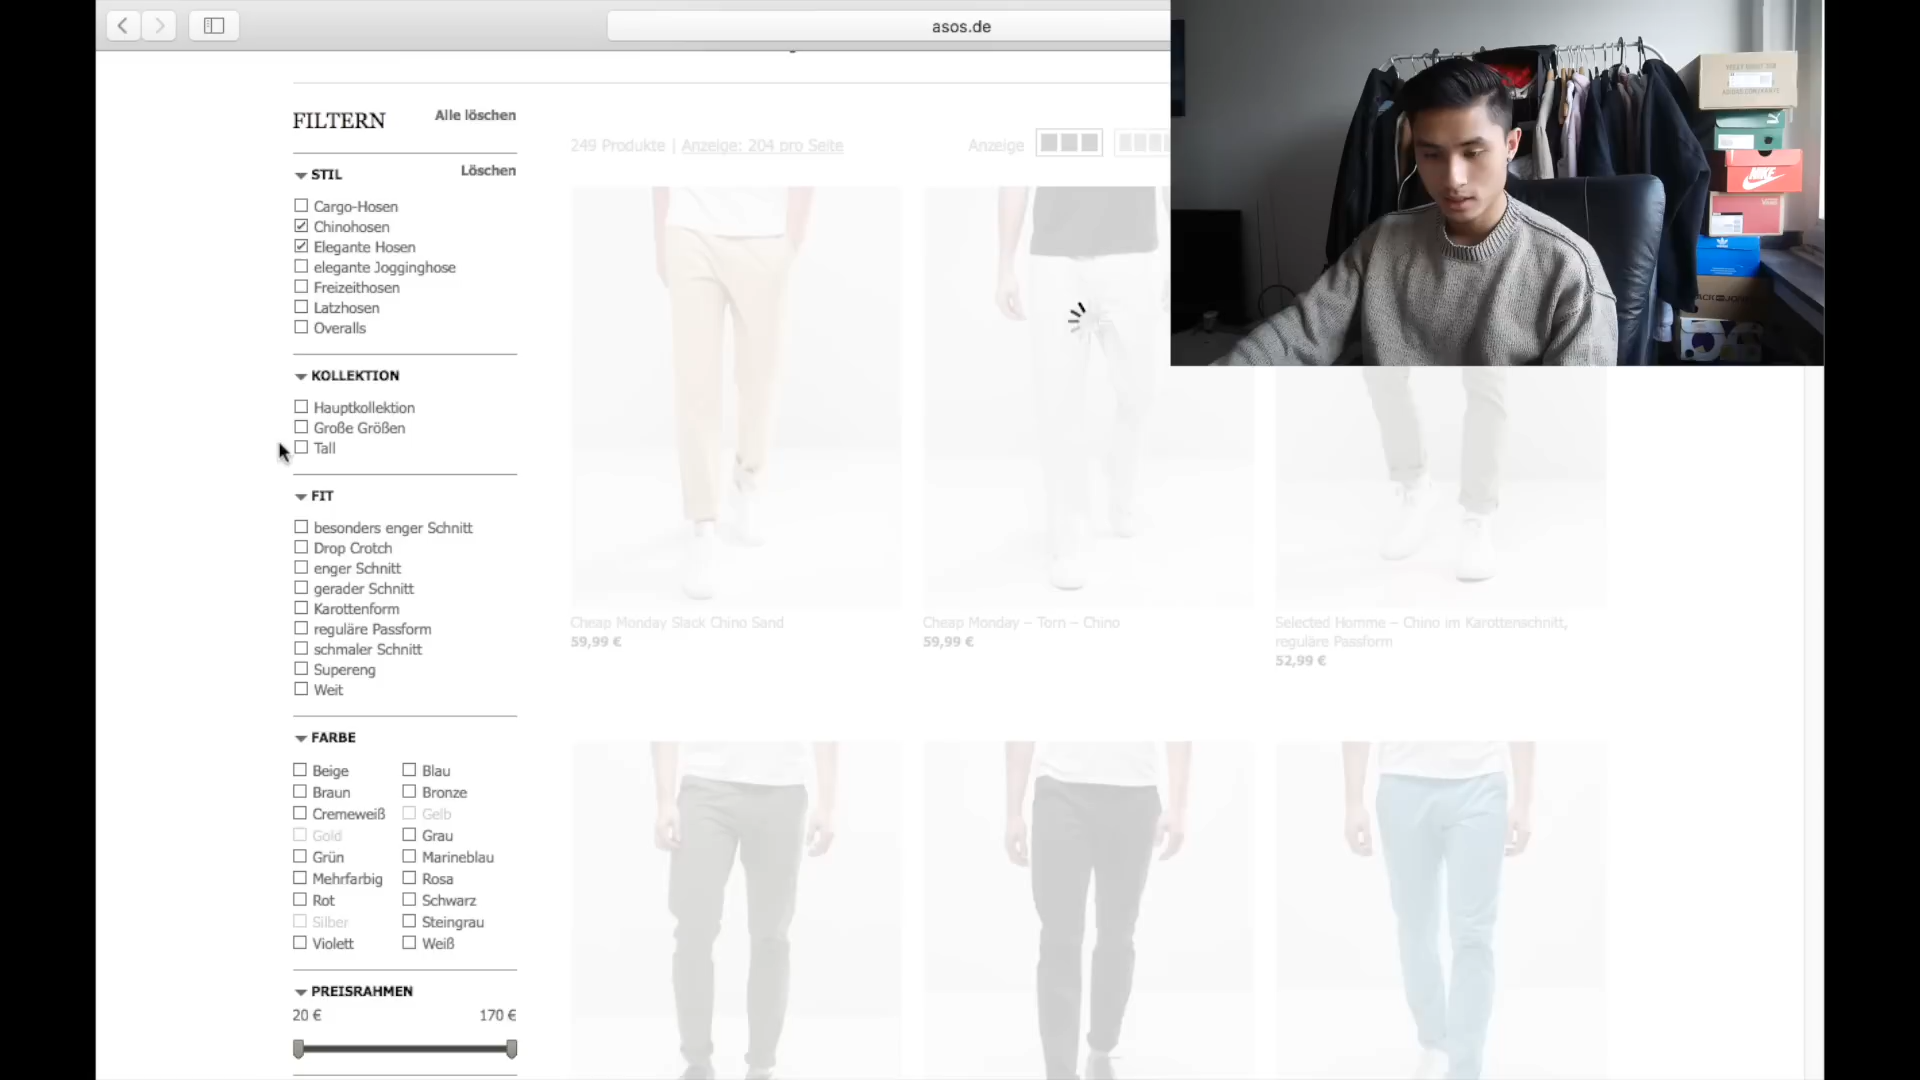 asos.de
FILTERN
Alle löschen
STIL
Löschen
Cargo-Hosen
Chinohosen
Elegante Hosen
elegante Jogginghose
Freizeithosen
Latzhosen
Overalls
KOLLEKTION
Hauptkollektion
Große Größen
Tall
FIT
besonders enger Schnitt
Drop Crotch
enger Schnitt
gerader Schnitt
Karottenform
reguläre Passform
schmaler Schnitt
Supereng
Weit
FARBE
Beige
Blau
Braun
Bronze
Cremeweiß
Gelb
Gold
Grau
Grün
Marineblau
Mehrfarbig
Rosa
Rot
Schwarz
Silber
Steingrau
Violett
Weiß
PREISRAHMEN
20 €
170 €
249 Produkte | Anzeige: 204 pro Seite
Anzeige
Cheap Monday Slack Chino Sand
59,99 €
Cheap Monday – Torn – Chino
59,99 €
Selected Homme – Chino im Karottenschnitt,
reguläre Passform
52,99 €
NIKE